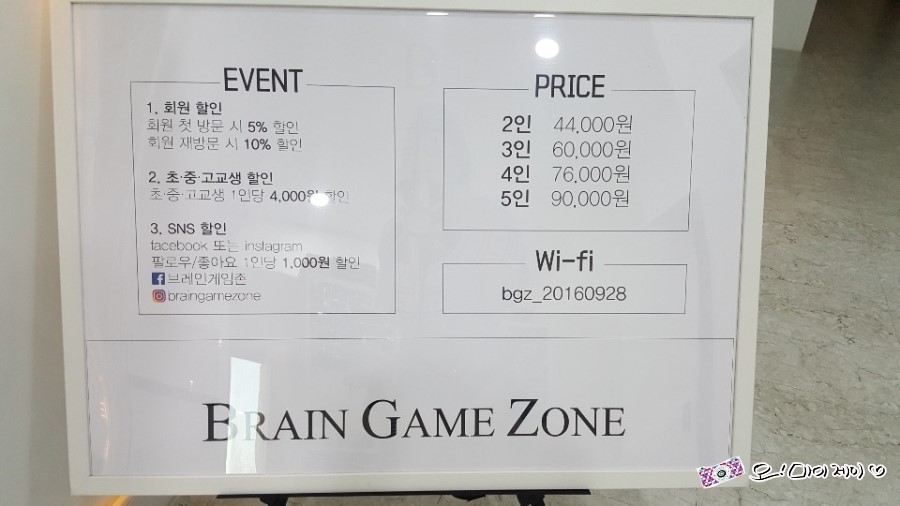 EVENT
1. 회원 할인
회원 첫 방문 시 5% 할인
회원 재방문 시 10% 할인
2. 초·중·고교생 할인
초·중·고교생 1인당 4,000원 할인
3. SNS 할인
facebook 또는 instagram
팔로우/좋아요 1인당 1,000원 할인
브레인게임존
braingamezone
PRICE
2인 44,000원
3인 60,000원
4인 76,000원
5인 90,000원
Wi-fi
bgz_20160928
BRAIN GAME ZONE
오!마이제이